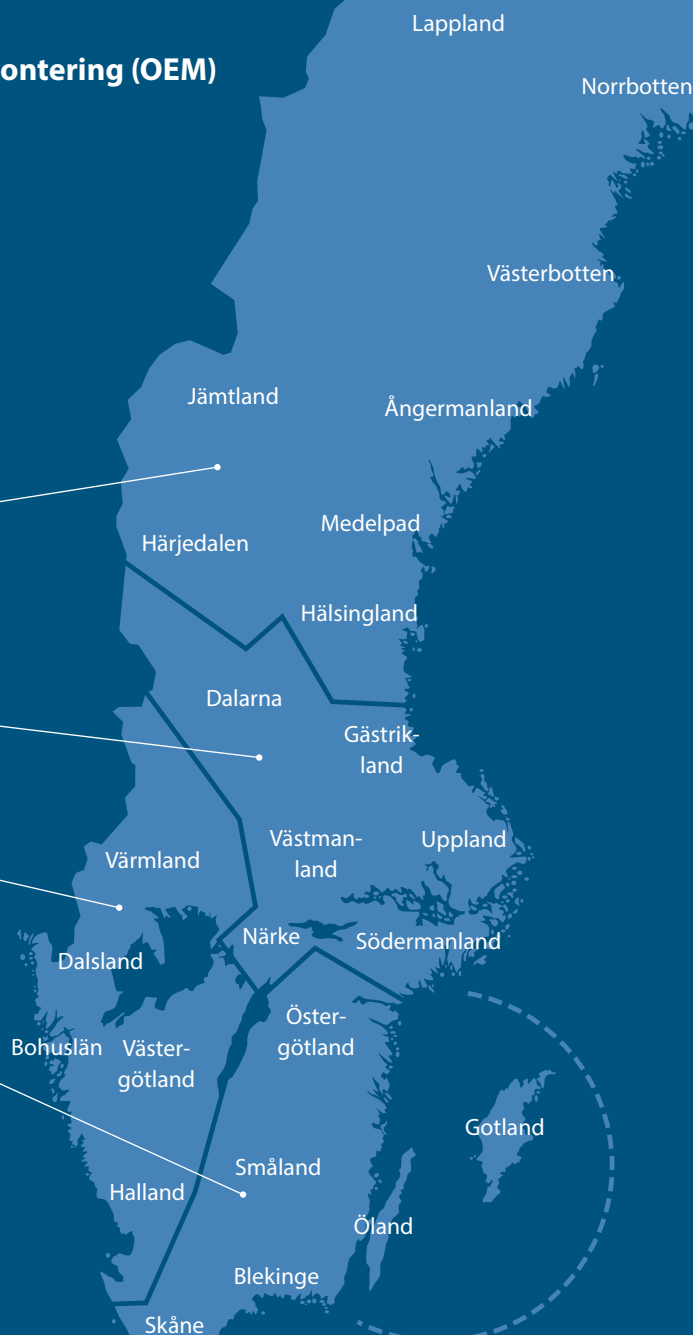 Lappland
ontering (OEM)
Norrbotten
Västerbotten
Jämtland
Ångermanland
Medelpad
Härjedalen
Hälsingland
Dalarna
Gästrik-
land
Västman-
land
Uppland
Värmland
Närke
Södermanland
Dalsland
Öster-
götland
Bohuslän
Väster-
götland
Gotland
Småland
Halland
Öland
Blekinge
Skåne